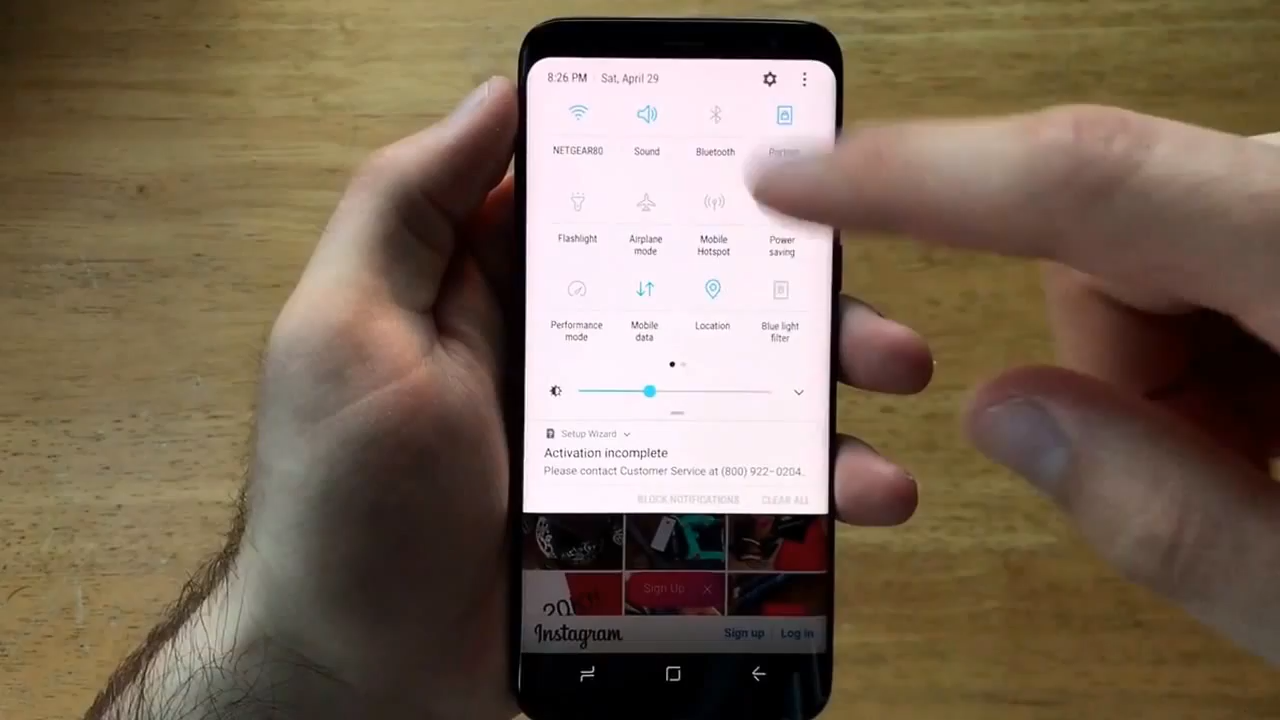 8:26 PM Sat, April 29
NETGEAR80 Sound Bluetooth Portrait
Flashlight Airplane mode Mobile Hotspot Power saving
Performance mode Mobile data Location Blue light filter
Setup Wizard
Activation incomplete
Please contact Customer Service at (800) 922-0204.
BLOCK NOTIFICATIONS CLEAR ALL
Sign Up X
Instagram Sign up Log in